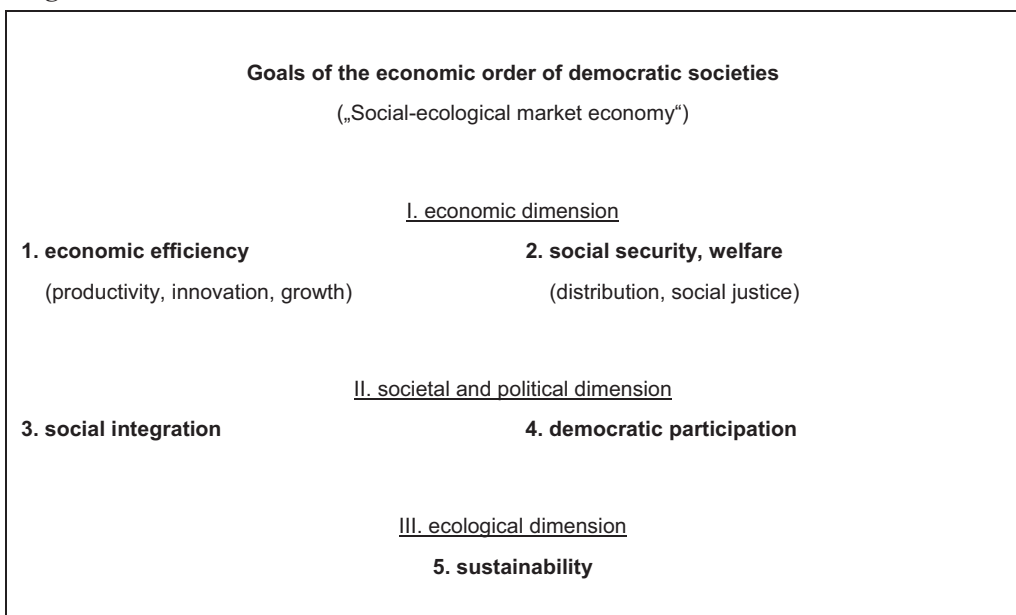 Goals of the economic order of democratic societies
(„Social-ecological market economy“)
I. economic dimension
1. economic efficiency
2. social security, welfare
(productivity, innovation, growth)
(distribution, social justice)
II. societal and political dimension
3. social integration
4. democratic participation
III. ecological dimension
5. sustainability